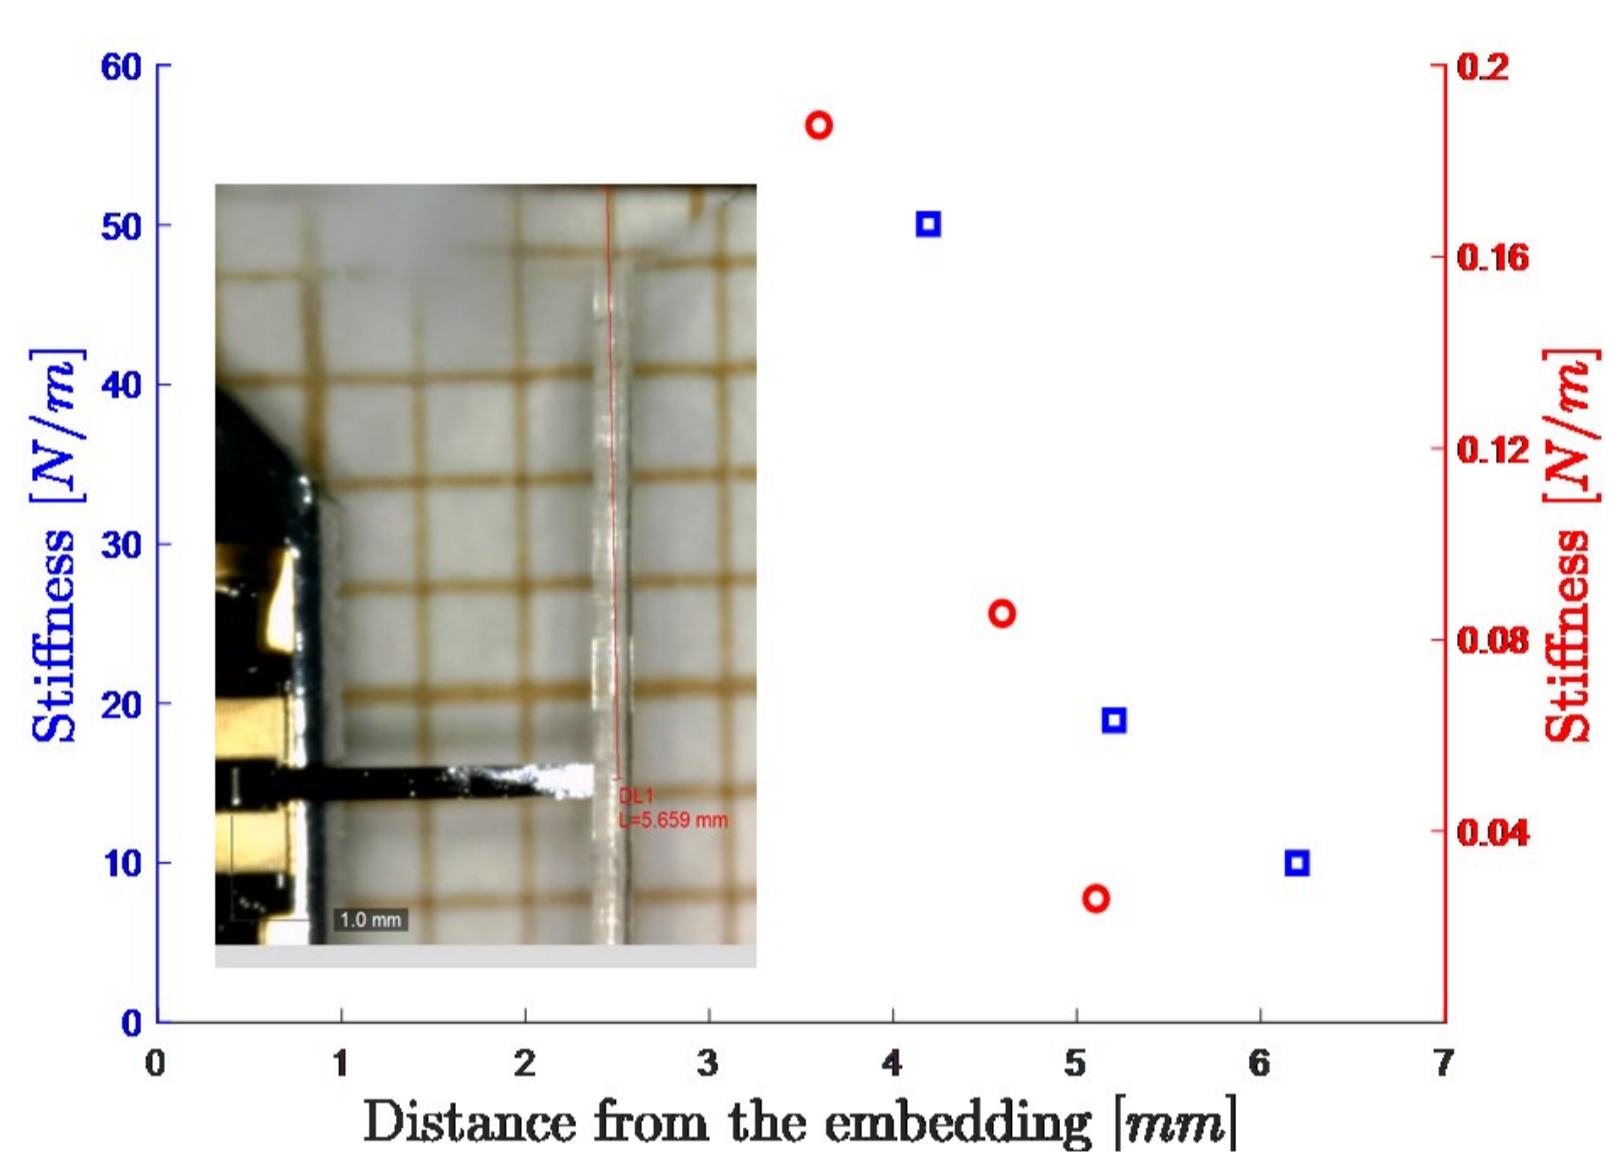 60
50
40
30
20
10
0
Stiffness [N/m]
0.2
0.16
0.12
0.08
0.04
Stiffness [N/m]
DL1
L=5.659 mm
1.0 mm
0 1 2 3 4 5 6 7
Distance from the embedding [mm]